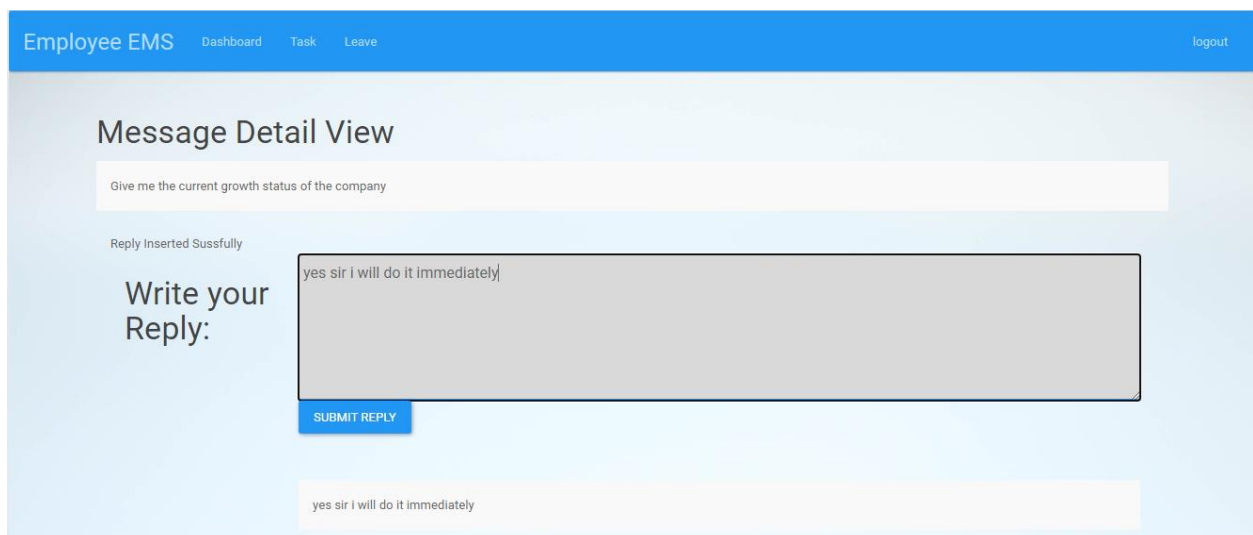 Employee EMS Dashboard Task Leave logout
Message Detail View
Give me the current growth status of the company
Reply Inserted Sussfully
Write your
Reply:
yes sir i will do it immediately
SUBMIT REPLY
yes sir i will do it immediately